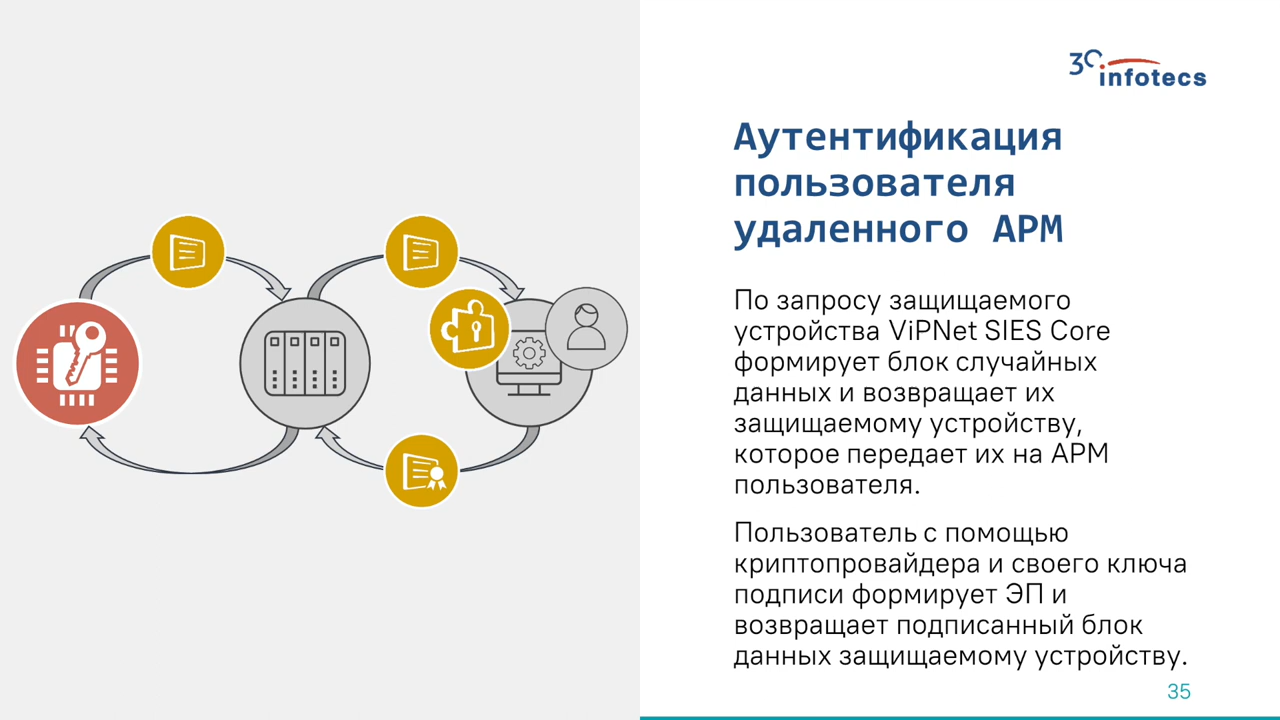 30 infotecs
Аутентификация
пользователя
удаленного АРМ
По запросу защищаемого
устройства ViPNet SIES Core
формирует блок случайных
данных и возвращает их
защищаемому устройству,
которое передает их на АРМ
пользователя.
Пользователь с помощью
криптопровайдера и своего ключа
подписи формирует ЭП и
возвращает подписанный блок
данных защищаемому устройству.
35